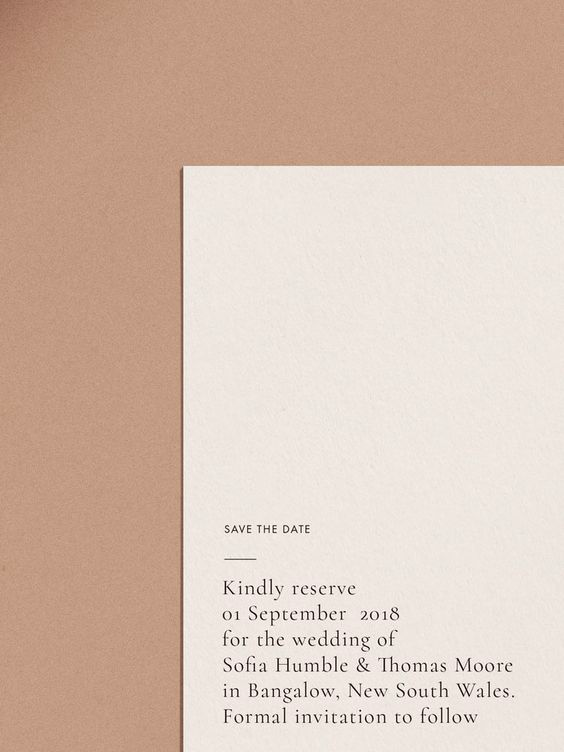 SAVE THE DATE
Kindly reserve
01 September 2018
for the wedding of
Sofia Humble & Thomas Moore
in Bangalow, New South Wales.
Formal invitation to follow